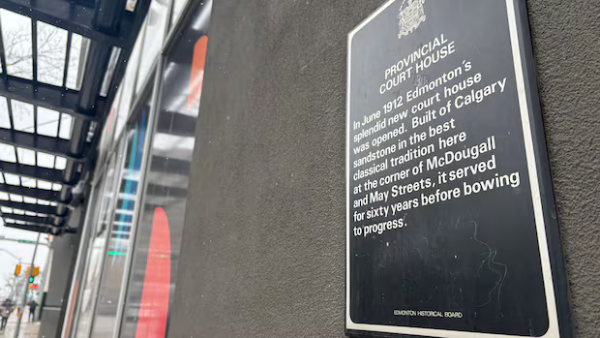 PROVINCIAL
COURT HOUSE
In June 1912 Edmonton's
splendid new court house
was opened. Built of Calgary
sandstone in the best
classical tradition here
at the corner of McDougall
and May Streets, it served
for sixty years before bowing
to progress.
EDMONTON HISTORICAL BOARD